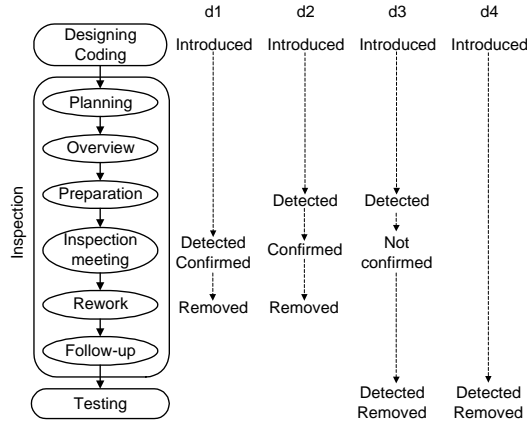 d1 d2 d3 d4
Designing
Coding
Introduced Introduced Introduced Introduced
Inspection
Planning
Overview
Preparation
Detected Detected
Inspection
meeting
Detected
Confirmed
Confirmed
Not
confirmed
Rework
Removed Removed
Follow-up
Testing
Detected
Removed
Detected
Removed